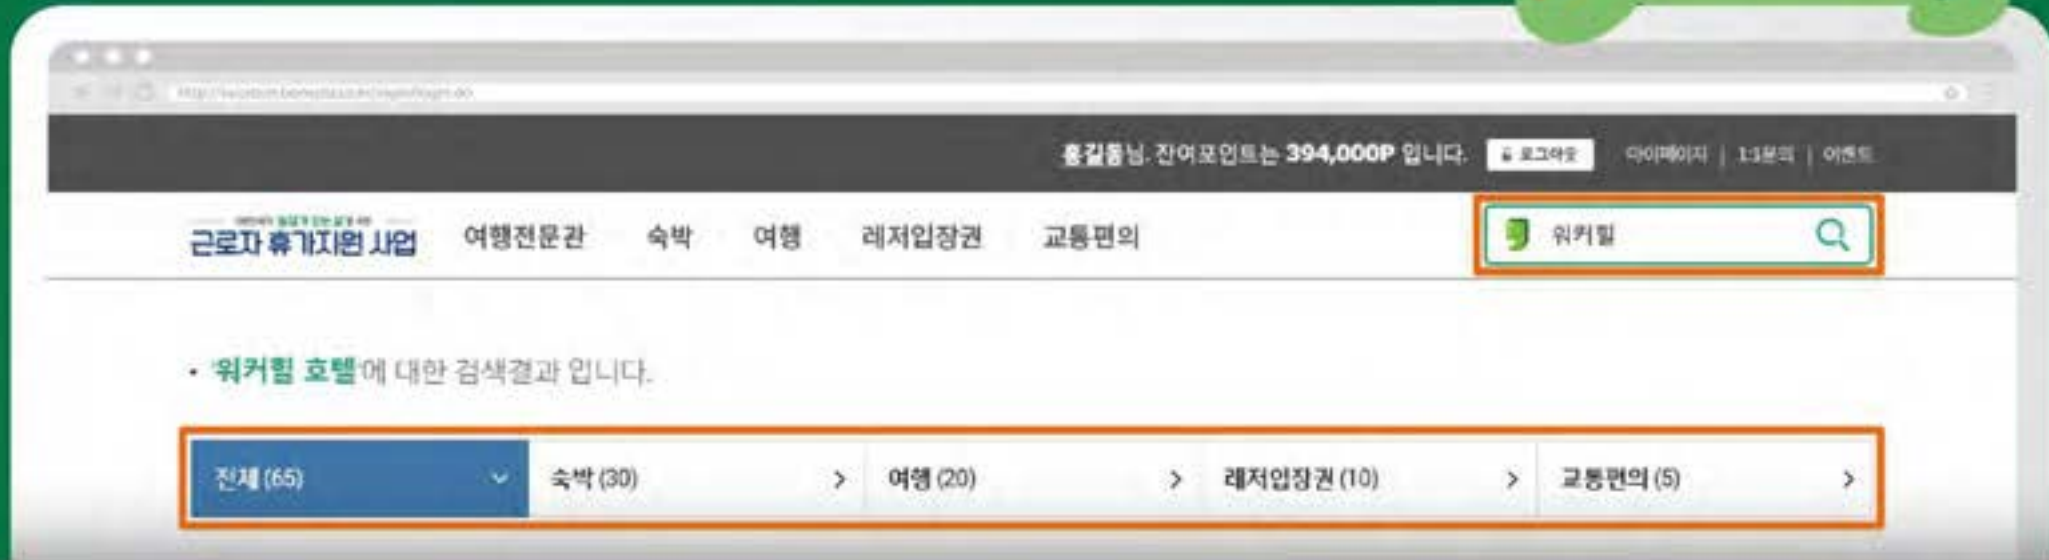 홍길동님. 잔여포인트는 394,000P 입니다. 로그아웃 마이페이지 | 1:1문의 | 이벤트
근로자 휴가지원 사업 여행전문관 숙박 여행 레저입장권 교통편의 워커힐
• '워커힐 호텔'에 대한 검색결과 입니다.
전체 (65) 숙박 (30) > 여행 (20) > 레저입장권 (10) > 교통편의 (5) >